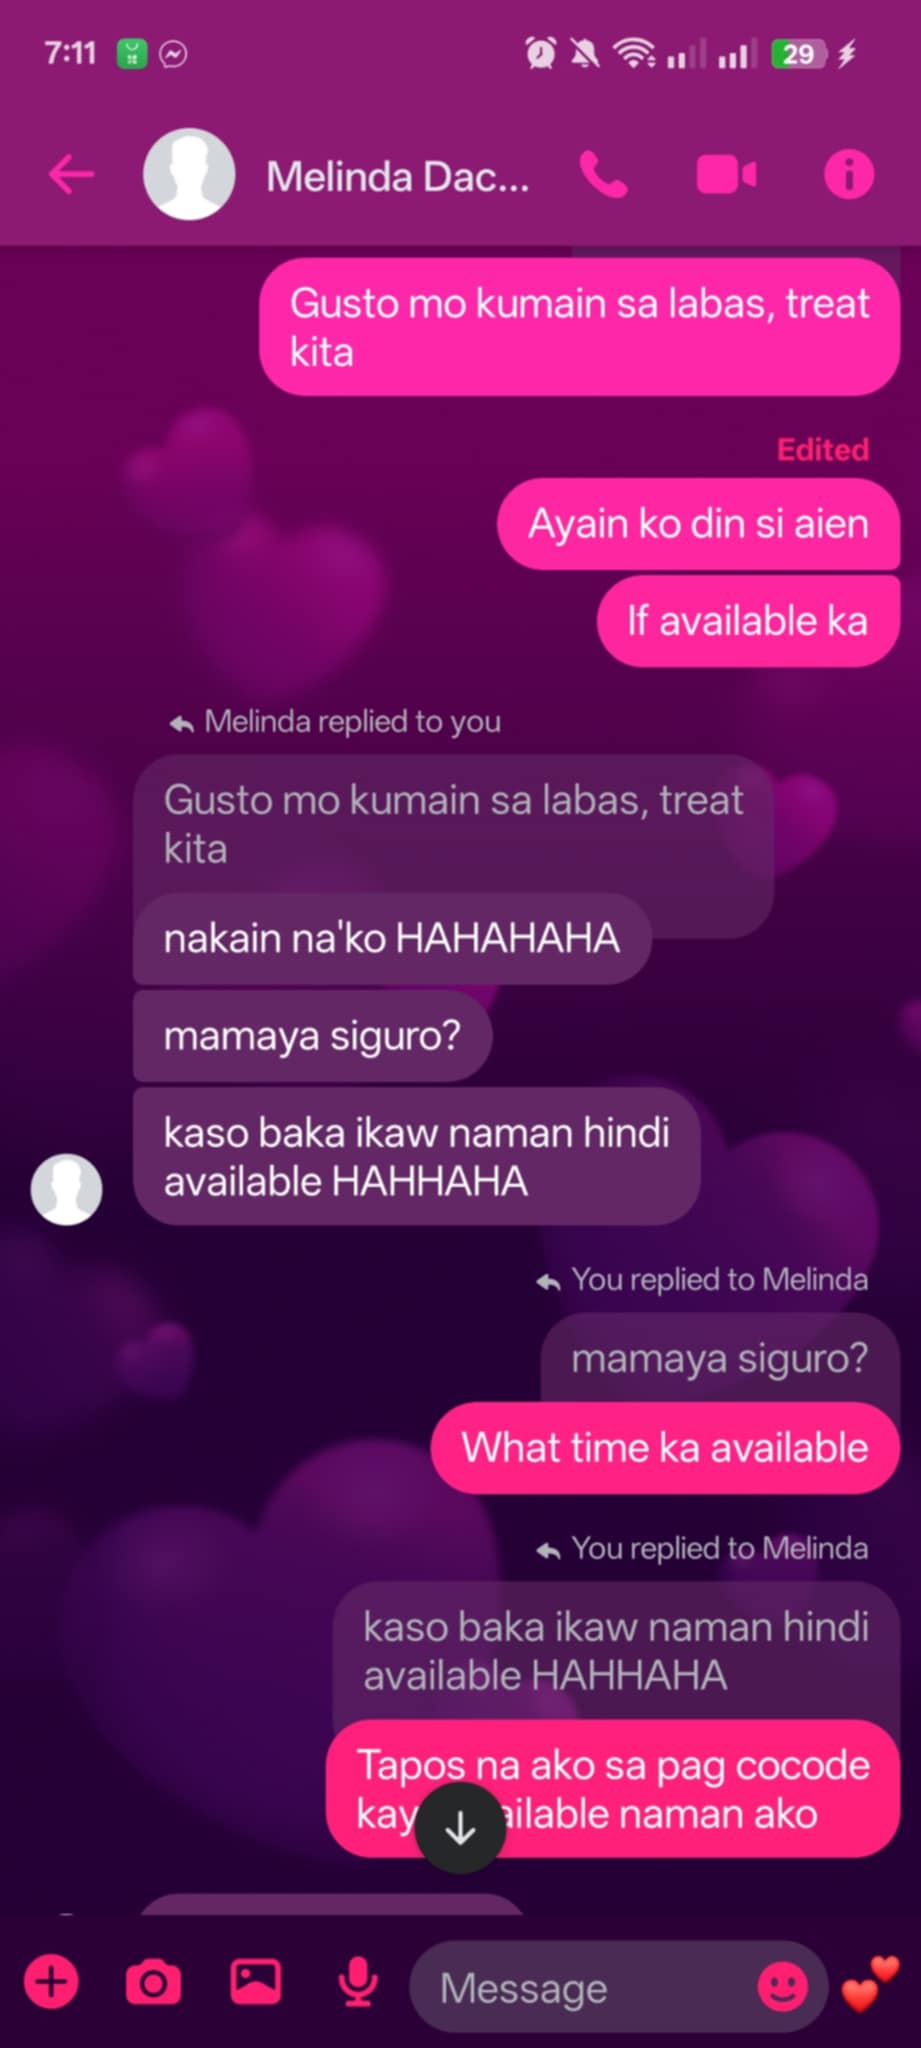 7:11
29
Melinda Dac...
Gusto mo kumain sa labas, treat
kita
Edited
Ayain ko din si aien
If available ka
Melinda replied to you
Gusto mo kumain sa labas, treat
kita
nakain na'ko HAHAHAHA
mamaya siguro?
kaso baka ikaw naman hindi
available HAHHAHA
You replied to Melinda
mamaya siguro?
What time ka available
You replied to Melinda
kaso baka ikaw naman hindi
available HAHHAHA
Tapos na ako sa pag cocode
naman ako
Message